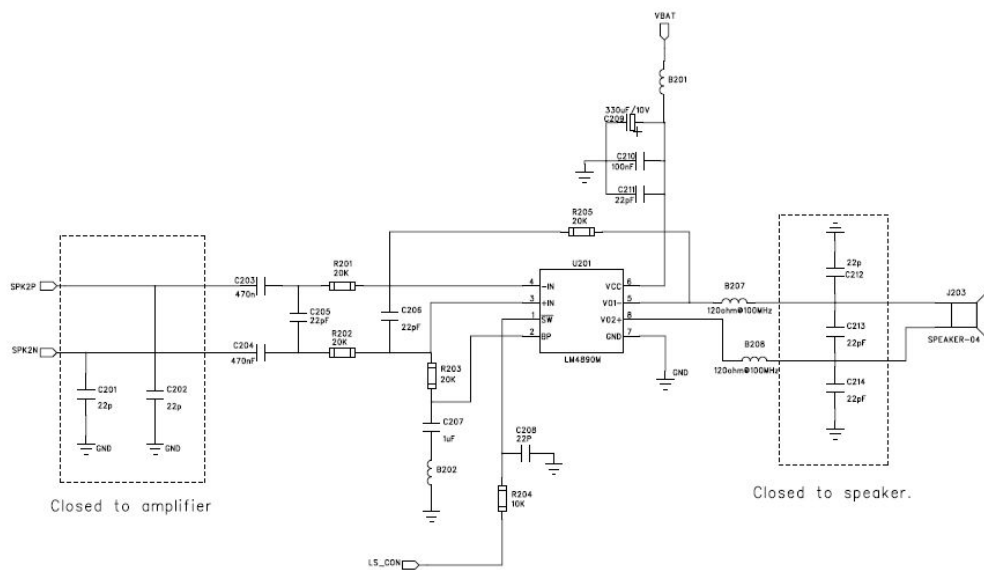 VBAT
B201
330uF/10V
C209
C210
100nF
C211
22pF
R205
20K
SPK2P
C203
470n
R201
20K
U201
4
-IN
VCC
6
3
+IN
VO1-
5
1
SW
VO2+
8
2
BP
GND
7
LM4890M
C205
22pF
C206
22pF
SPK2N
C204
470nF
R202
20K
R203
20K
C201
22p
C202
22p
GND
GND
C207
1uF
B202
C208
22P
R204
10K
LS_CON
GND
B207
120ohm@100MHz
B208
120ohm@100MHz
22p
C212
C213
22pF
C214
22pF
J203
SPEAKER-04
Closed to amplifier
Closed to speaker.